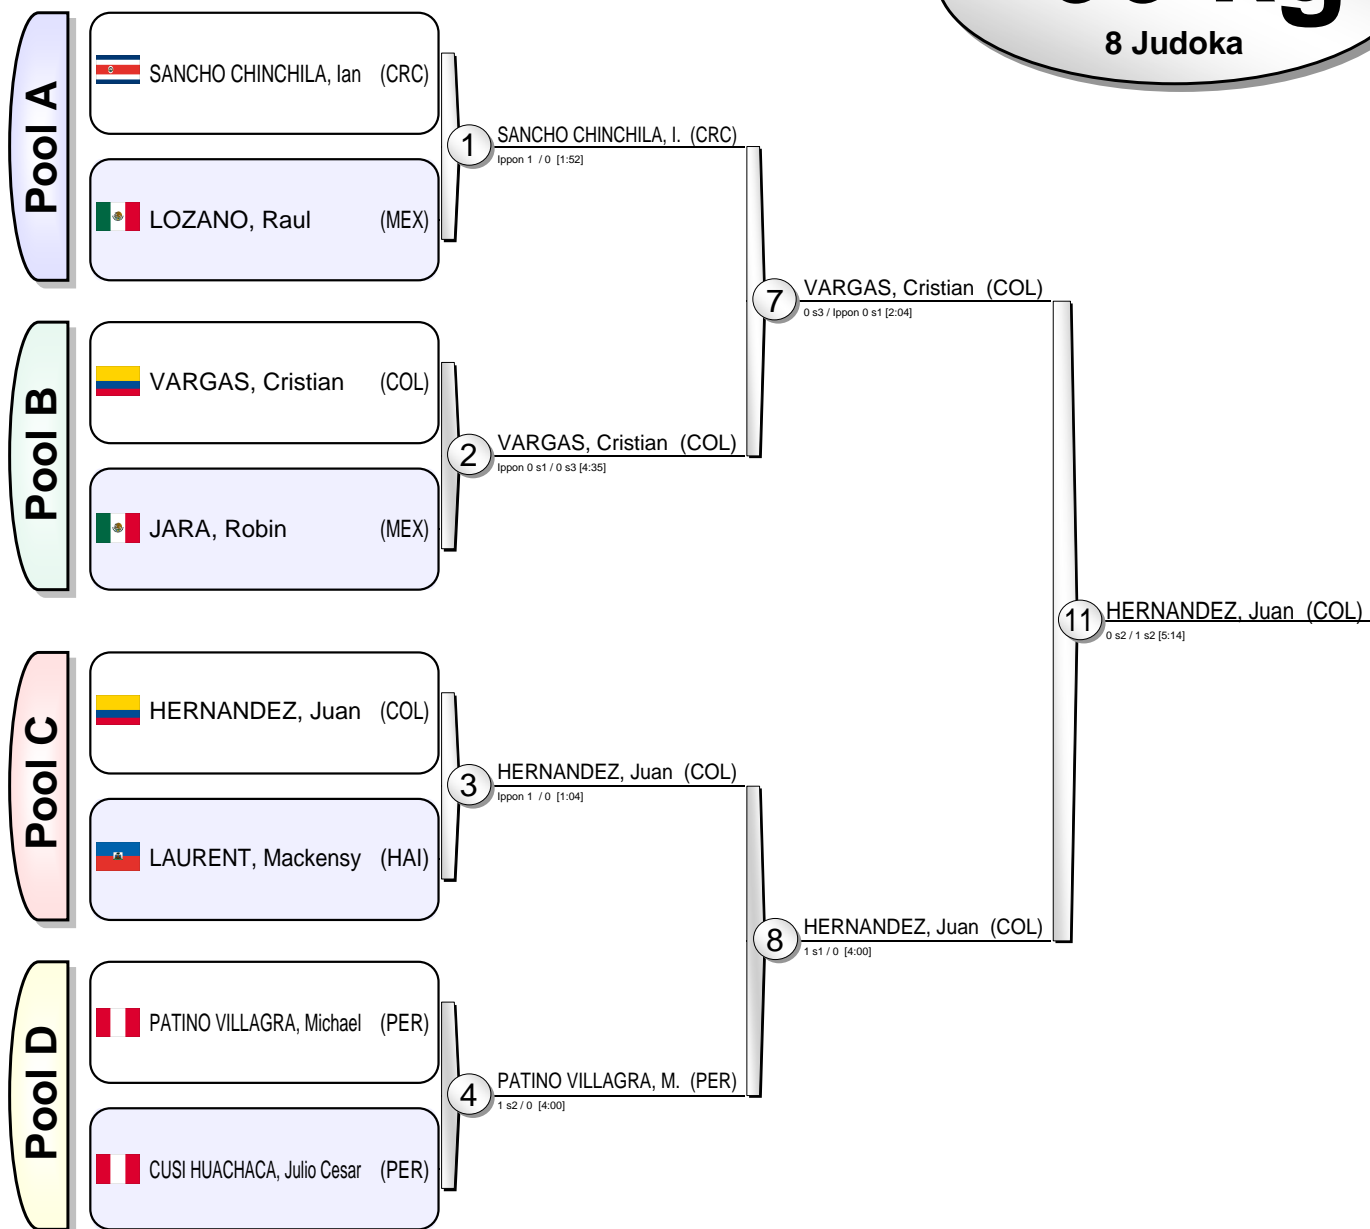 8 Judoka
Pool A
SANCHO CHINCHILA, Ian (CRC)
LOZANO, Raul (MEX)
1
SANCHO CHINCHILA, I. (CRC)
Ippon 1 / 0 [1:52]
Pool B
VARGAS, Cristian (COL)
JARA, Robin (MEX)
2
VARGAS, Cristian (COL)
Ippon 0 s1 / 0 s3 [4:35]
7
VARGAS, Cristian (COL)
0 s3 / Ippon 0 s1 [2:04]
Pool C
HERNANDEZ, Juan (COL)
LAURENT, Mackensy (HAI)
3
HERNANDEZ, Juan (COL)
Ippon 1 / 0 [1:04]
Pool D
PATINO VILLAGRA, Michael (PER)
CUSI HUACHACA, Julio Cesar (PER)
4
PATINO VILLAGRA, M. (PER)
1 s2 / 0 [4:00]
8
HERNANDEZ, Juan (COL)
1 s1 / 0 [4:00]
11
HERNANDEZ, Juan (COL)
0 s2 / 1 s2 [5:14]